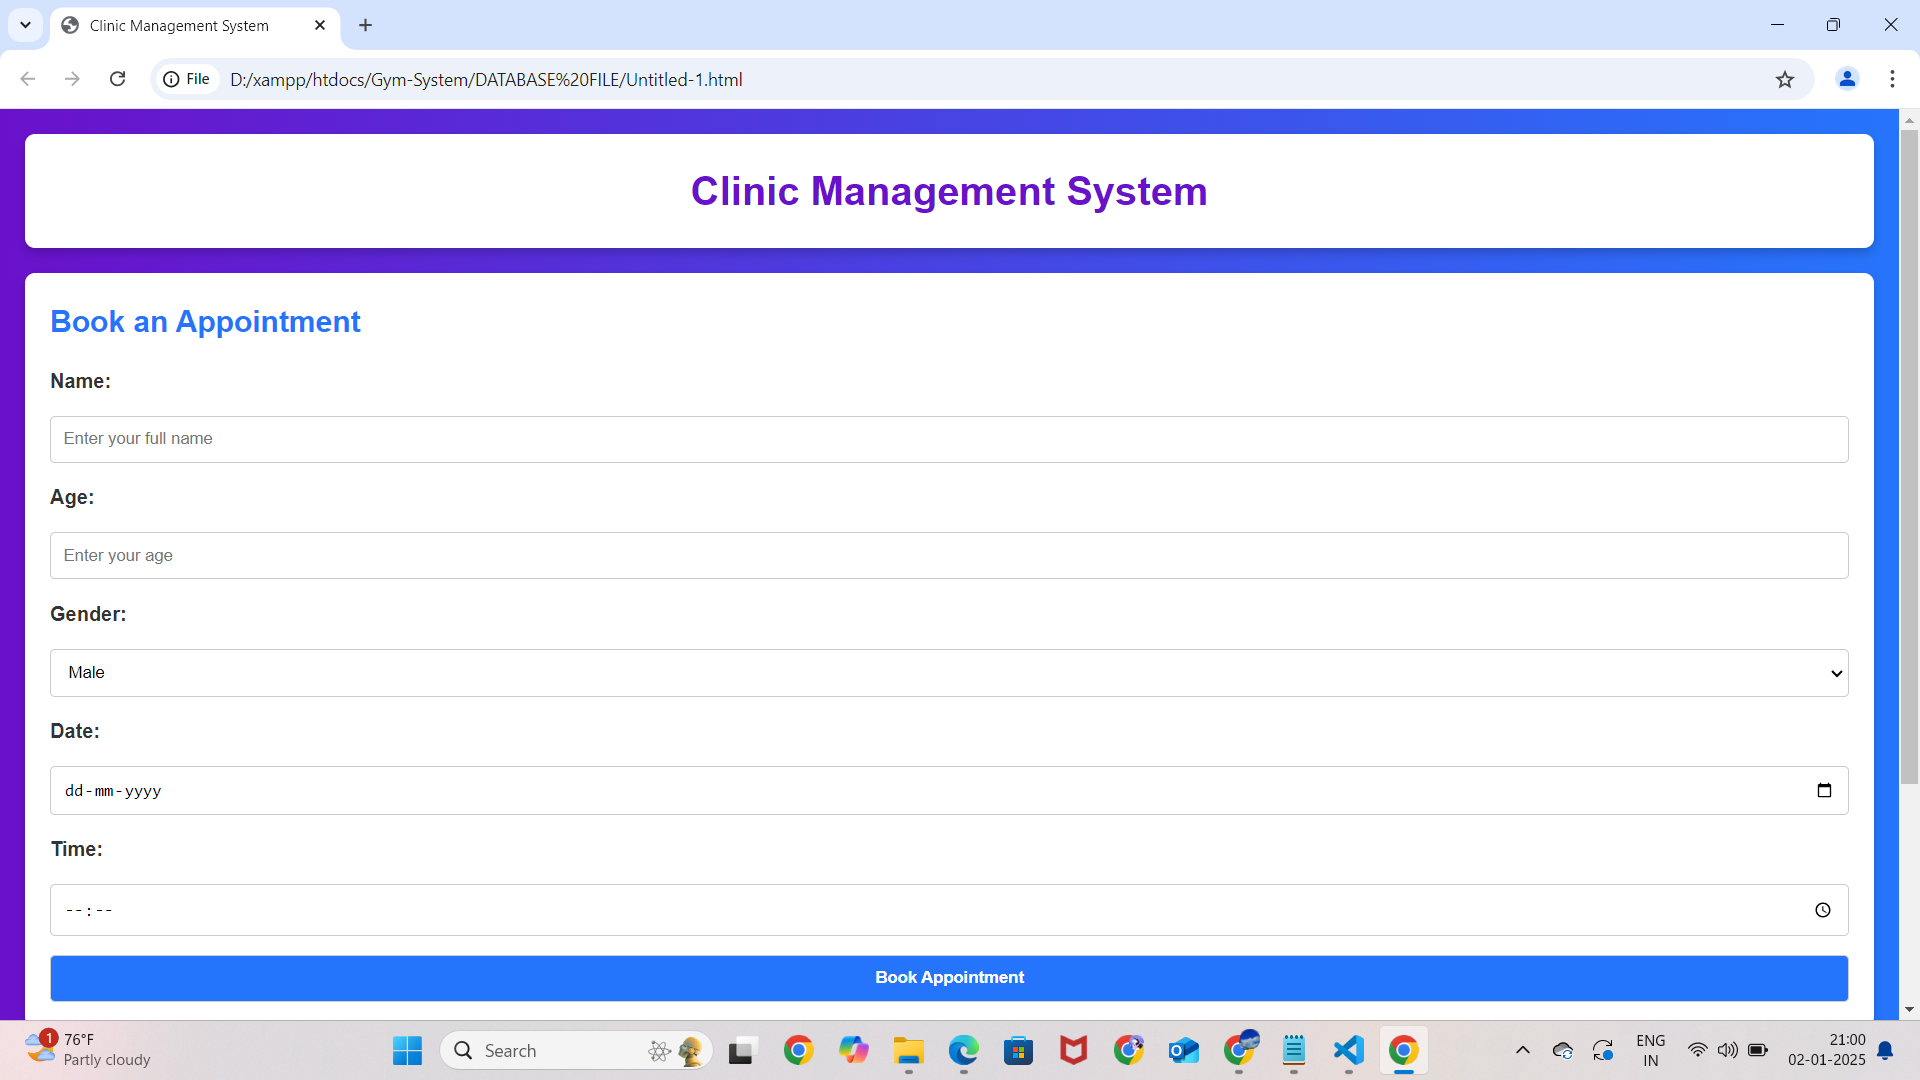 Clinic Management System
File
D:/xampp/htdocs/Gym-System/DATABASE%20FILE/Untitled-1.html
Clinic Management System
Book an Appointment
Name:
Enter your full name
Age:
Enter your age
Gender:
Male
Date:
dd-mm-yyyy
Time:
--:--
Book Appointment
1
76°F
Partly cloudy
Search
ENG
IN
21:00
02-01-2025